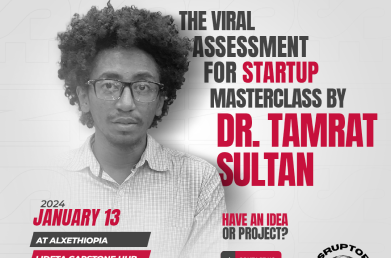 THE VIRAL
ASSESSMENT
FOR STARTUP
MASTERCLASS BY
DR. TAMRAT
SULTAN
2024
JANUARY 13
AT ALXETHIOPIA
HAVE AN IDEA
OR PROJECT?